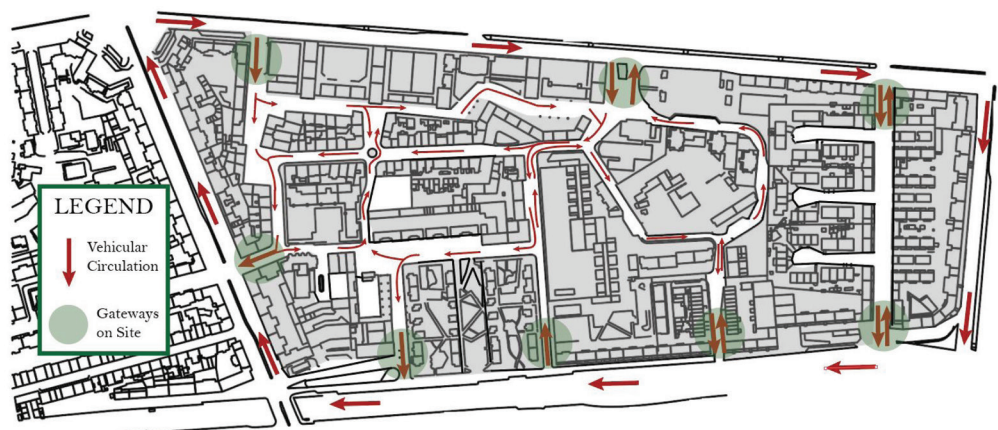 LEGEND
Vehicular
Circulation
Gateways
on Site